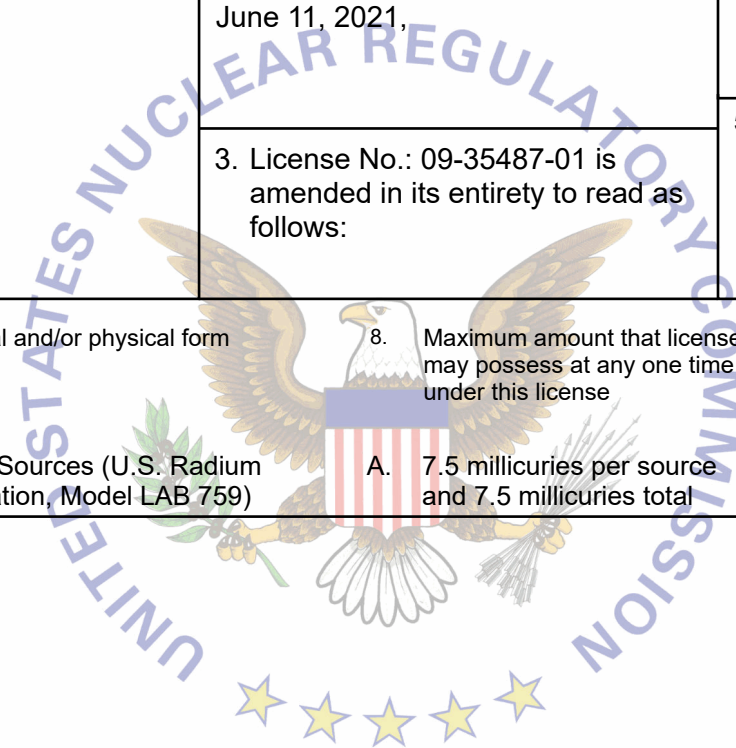 June 11, 2021,
3. License No.: 09-35487-01 is
amended in its entirety to read as
follows:
and/or physical form
8. Maximum amount that
may possess at any one time
under this license
Sources (U.S. Radium
Model LAB 759)
A. 7.5 millicuries per source
and 7.5 millicuries total
UNITED STATES NUCLEAR REGULATORY COMMISSION